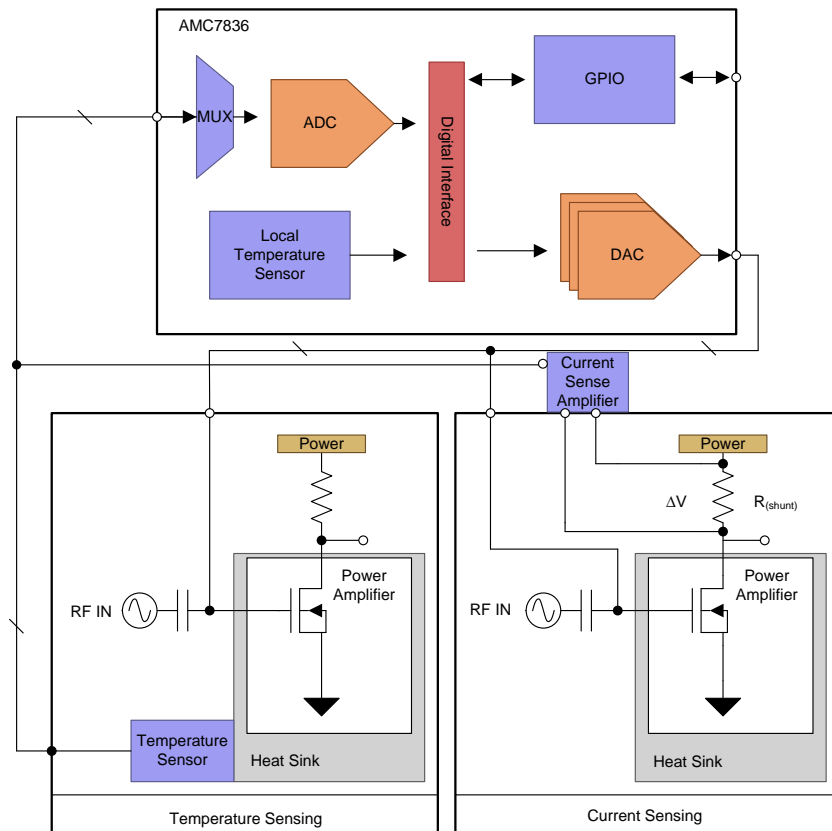 AMC7836
MUX
ADC
Digital Interface
GPIO
Local
Temperature
Sensor
DAC
Current
Sense
Amplifier
Power
Power
ΔV
R(shunt)
Power
Amplifier
Power
Amplifier
RF IN
RF IN
Temperature
Sensor
Heat Sink
Heat Sink
Temperature Sensing
Current Sensing